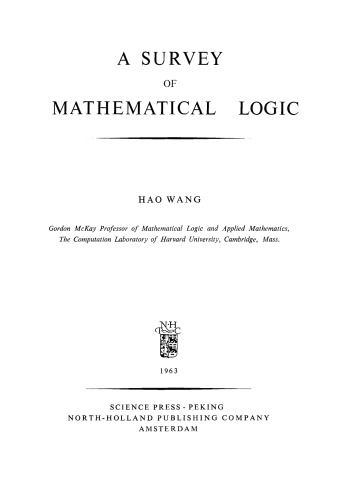 A SURVEY
OF
MATHEMATICAL LOGIC
HAO WANG
Gordon McKay Professor of Mathematical Logic and Applied Mathematics,
The Computation Laboratory of Harvard University, Cambridge, Mass.
N·H
1963
SCIENCE PRESS - PEKING
NORTH-HOLLAND PUBLISHING COMPANY
AMSTERDAM